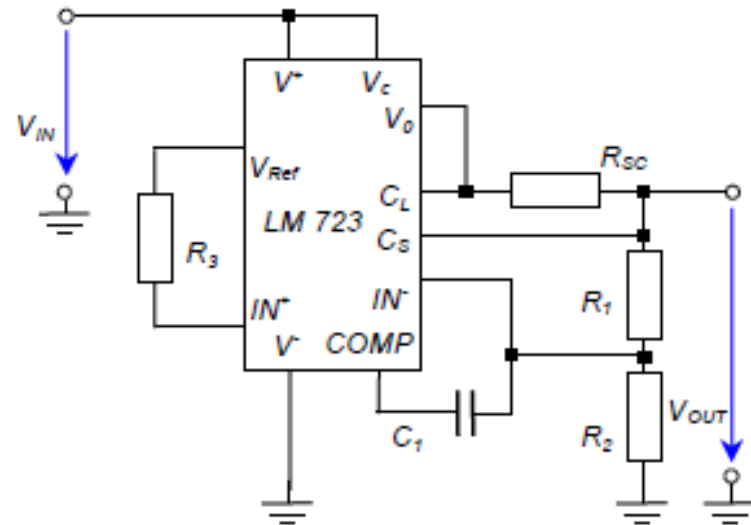 V+
Vc
V0
VIN
RSC
VRef
CL
LM 723
R3
CS
IN-
R1
IN+
V-
COMP
C1
R2
VOUT